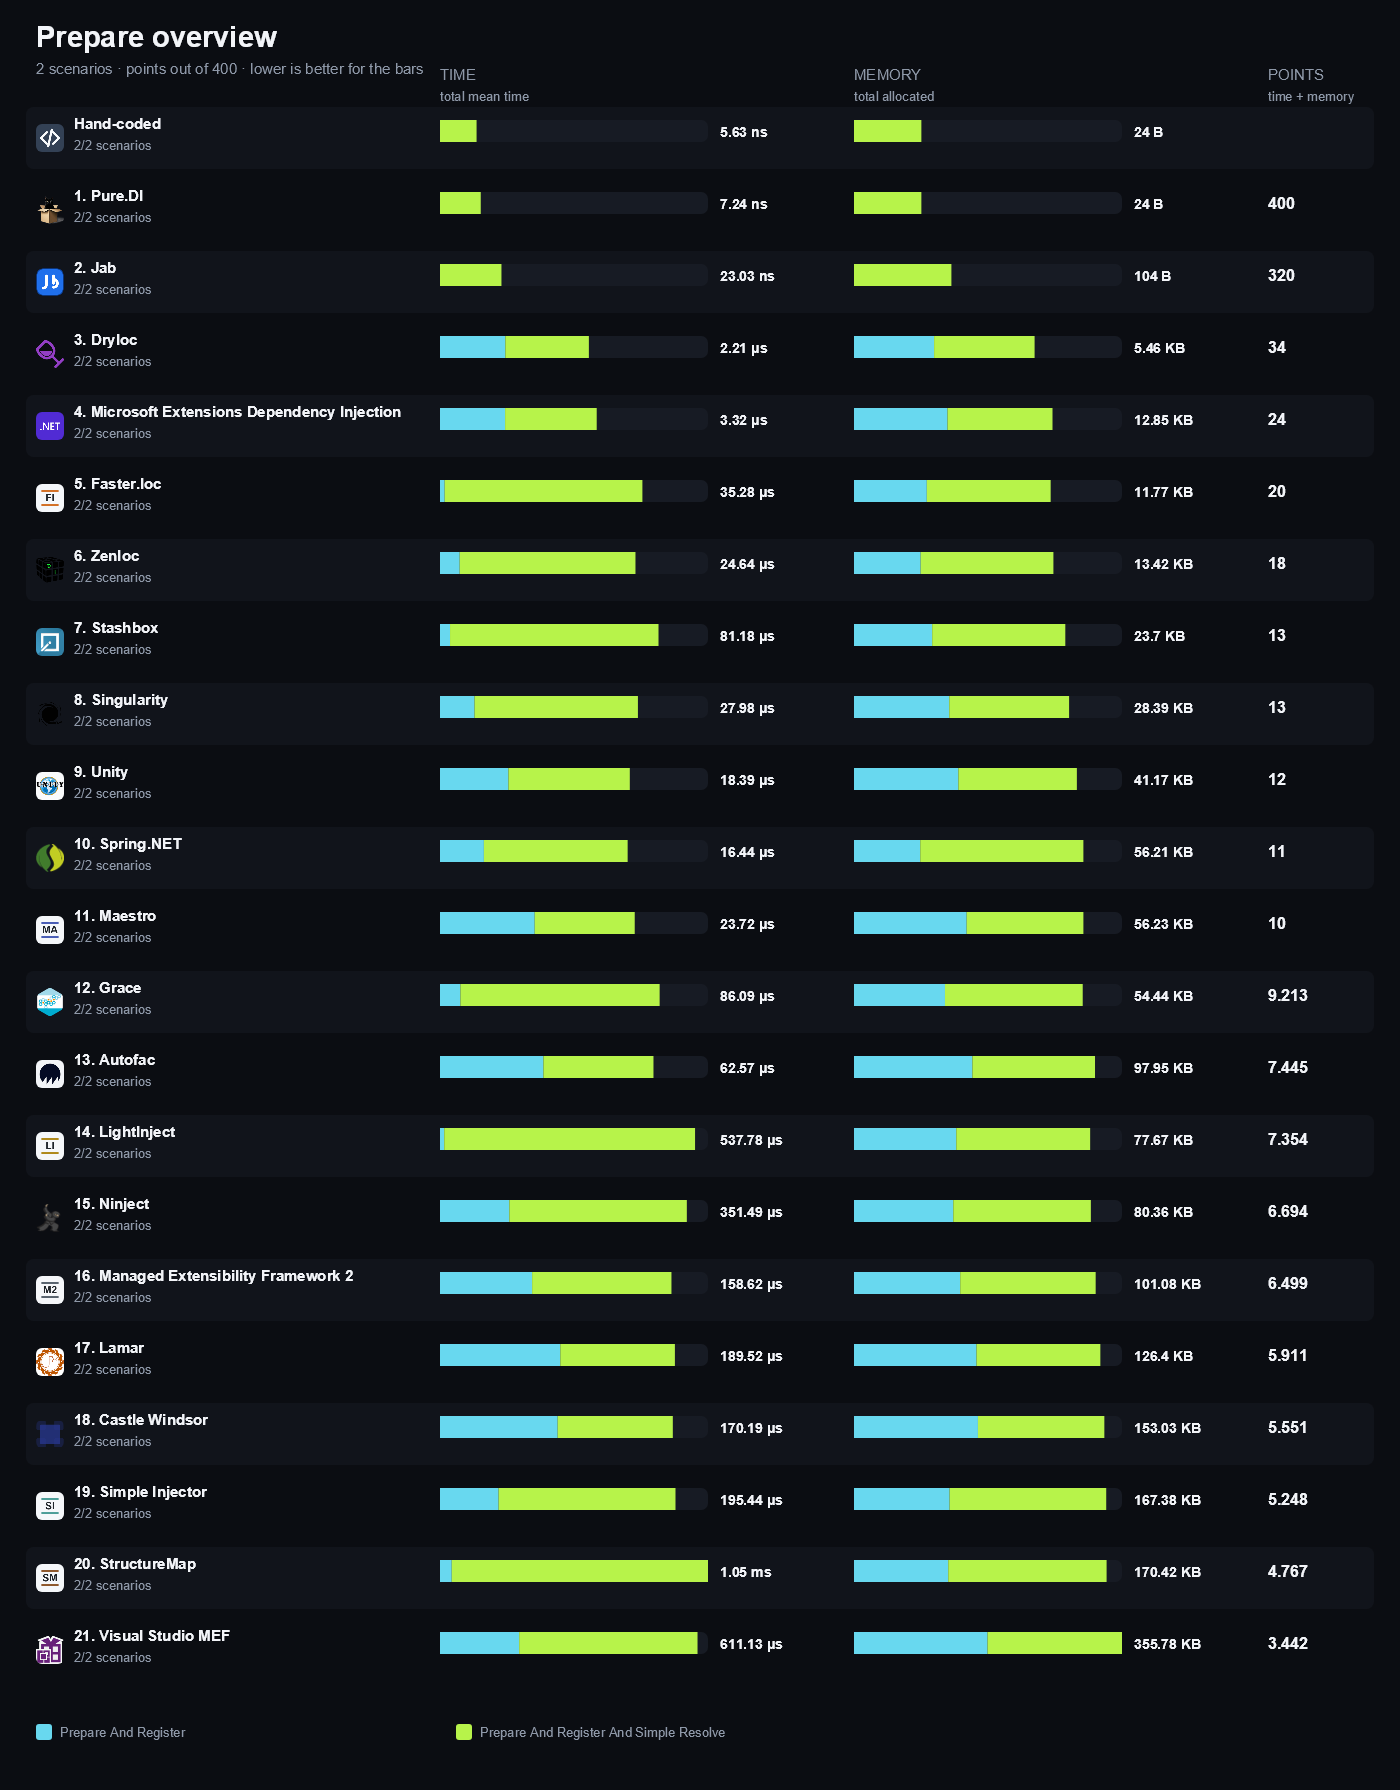 Prepare overview
2 scenarios · points out of 400 · lower is better for the bars
TIME
total mean time
MEMORY
total allocated
POINTS
time + memory
Hand-coded
2/2 scenarios
5.63 ns
24 B
1. Pure.DI
2/2 scenarios
7.24 ns
24 B
400
Jb
2. Jab
2/2 scenarios
23.03 ns
104 B
320
3. DryIoc
2/2 scenarios
2.21 µs
5.46 KB
34
.NET
4. Microsoft Extensions Dependency Injection
2/2 scenarios
3.32 µs
12.85 KB
24
FI
5. Faster.Ioc
2/2 scenarios
35.28 µs
11.77 KB
20
6. ZenIoc
2/2 scenarios
24.64 µs
13.42 KB
18
7. Stashbox
2/2 scenarios
81.18 µs
23.7 KB
13
8. Singularity
2/2 scenarios
27.98 µs
28.39 KB
13
9. Unity
2/2 scenarios
18.39 µs
41.17 KB
12
10. Spring.NET
2/2 scenarios
16.44 µs
56.21 KB
11
MA
11. Maestro
2/2 scenarios
23.72 µs
56.23 KB
10
12. Grace
2/2 scenarios
86.09 µs
54.44 KB
9.213
13. Autofac
2/2 scenarios
62.57 µs
97.95 KB
7.445
LI
14. LightInject
2/2 scenarios
537.78 µs
77.67 KB
7.354
15. Ninject
2/2 scenarios
351.49 µs
80.36 KB
6.694
M2
16. Managed Extensibility Framework 2
2/2 scenarios
158.62 µs
101.08 KB
6.499
17. Lamar
2/2 scenarios
189.52 µs
126.4 KB
5.911
18. Castle Windsor
2/2 scenarios
170.19 µs
153.03 KB
5.551
SI
19. Simple Injector
2/2 scenarios
195.44 µs
167.38 KB
5.248
SM
20. StructureMap
2/2 scenarios
1.05 ms
170.42 KB
4.767
21. Visual Studio MEF
2/2 scenarios
611.13 µs
355.78 KB
3.442
Prepare And Register
Prepare And Register And Simple Resolve